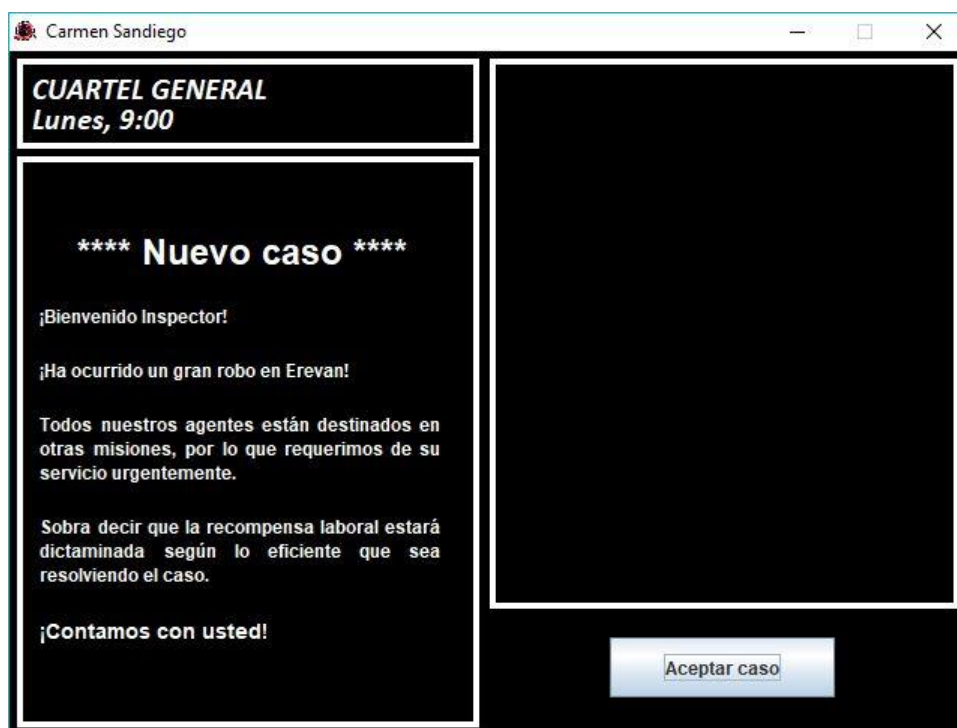 Carmen Sandiego
CUARTEL GENERAL
Lunes, 9:00
**** Nuevo caso ****
¡Bienvenido Inspector!
¡Ha ocurrido un gran robo en Erevan!
Todos nuestros agentes están destinados en
otras misiones, por lo que requerimos de su
servicio urgentemente.
Sobra decir que la recompensa laboral estará
dictaminada según lo eficiente que sea
resolviendo el caso.
¡Contamos con usted!
Aceptar caso